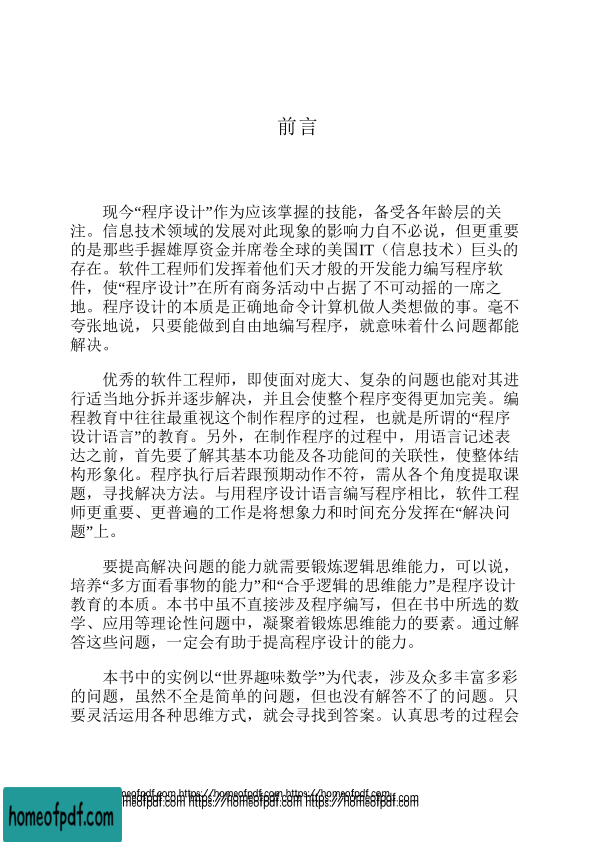 前言
现今“程序设计”作为应该掌握的技能，备受各年龄层的关
注。信息技术领域的发展对此现象的影响力自不必说，但更重要
的是那些手握雄厚资金并席卷全球的美国IT（信息技术）巨头的
存在。软件工程师们发挥着他们天才般的开发能力编写程序软
件，使“程序设计”在所有商务活动中占据了不可动摇的一席之
地。程序设计的本质是正确地命令计算机做人类想做的事。毫不
夸张地说，只要能做到自由地编写程序，就意味着什么问题都能
解决。
优秀的软件工程师，即使面对庞大、复杂的问题也能对其进
行适当地分拆并逐步解决，并且会使整个程序变得更加完美。编
程教育中往往最重视这个制作程序的过程，也就是所谓的“程序
设计语言”的教育。另外，在制作程序的过程中，用语言记述表
达之前，首先要了解其基本功能及各功能间的关联性，使整体结
构形象化。程序执行后若跟预期动作不符，需从各个角度提取课
题，寻找解决方法。与用程序设计语言编写程序相比，软件工程
师更重要、更普遍的工作是将想象力和时间充分发挥在“解决问
题”上。
要提高解决问题的能力就需要锻炼逻辑思维能力，可以说，
培养“多方面看事物的能力”和“合乎逻辑的思维能力”是程序设计
教育的本质。本书中虽不直接涉及程序编写，但在书中所选的数
学、应用等理论性问题中，凝聚着锻炼思维能力的要素。通过解
答这些问题，一定会有助于提高程序设计的能力。
本书中的实例以“世界趣味数学”为代表，涉及众多丰富多彩
的问题，虽然不全是简单的问题，但也没有解答不了的问题。只
要灵活运用各种思维方式，就会寻找到答案。认真思考的过程会
homeofpdf.com https://homeofpdf.com https://homeofpdf.com
homeofpdf.com https://homeofpdf.com https://homeofpdf.com
homeofpdf.com